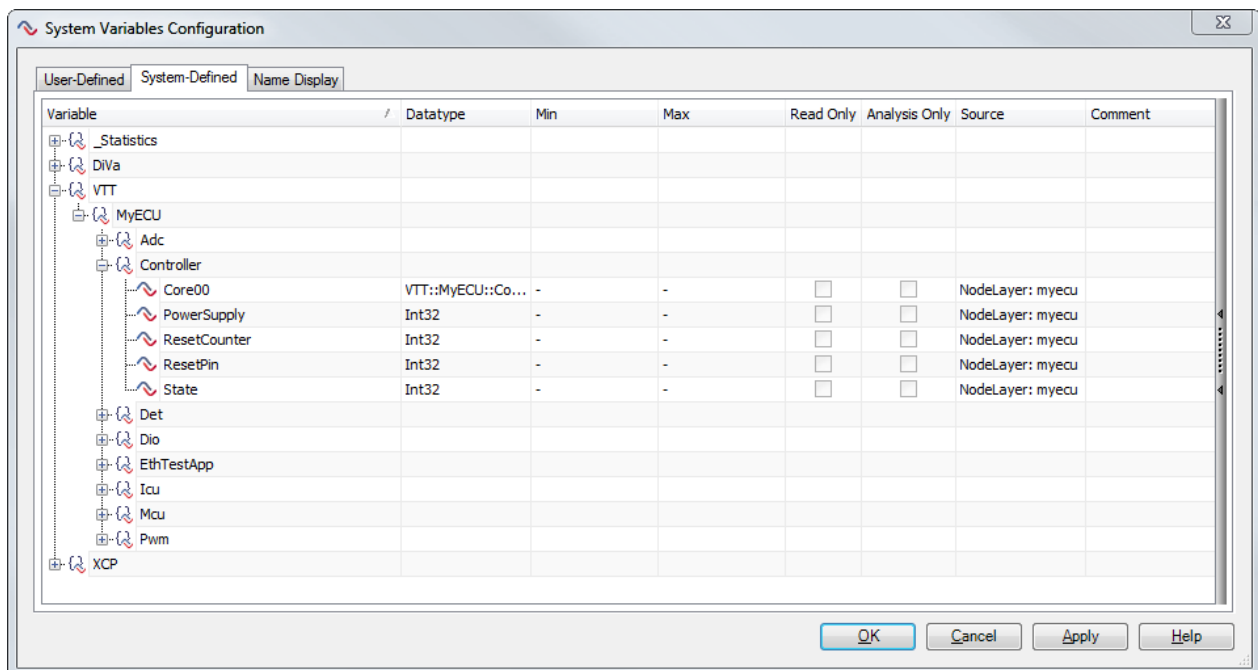 System Variables Configuration
User-Defined System-Defined Name Display
Variable Datatype Min Max Read Only Analysis Only Source Comment
_Statistics
DiVa
VTT
MyECU
Adc
Controller
Core00 VTT::MyECU::Co... - - NodeLayer: myecu
PowerSupply Int32 - - NodeLayer: myecu
ResetCounter Int32 - - NodeLayer: myecu
ResetPin Int32 - - NodeLayer: myecu
State Int32 - - NodeLayer: myecu
Det
Dio
EthTestApp
Icu
Mcu
Pwm
XCP
OK Cancel Apply Help